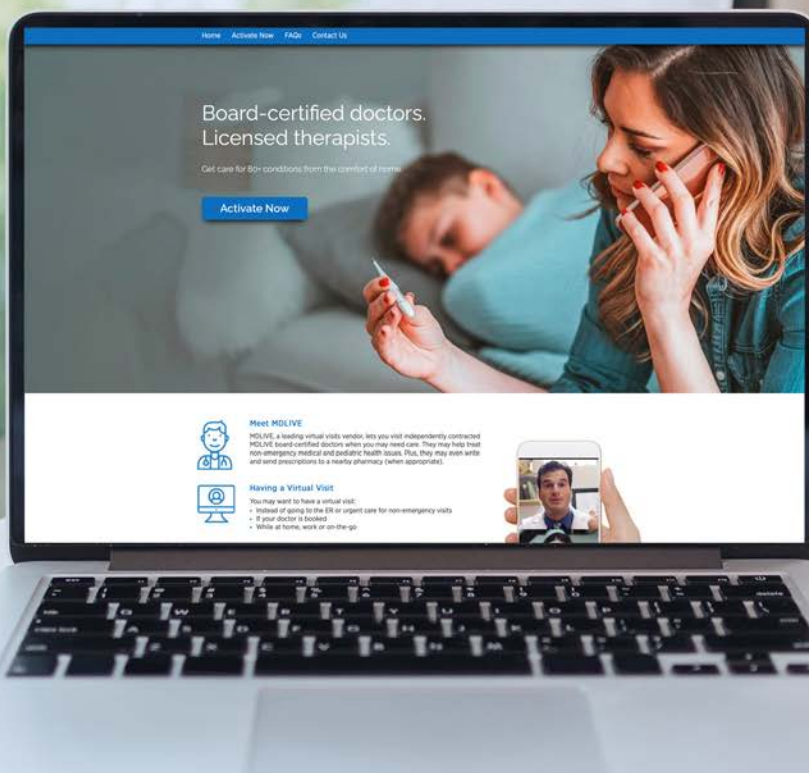 Home Activate Now FAQs Contact Us
Board-certified doctors.
Licensed therapists.
Get care for 80+ conditions from the comfort of home.
Activate Now
Meet MDLIVE
MDLIVE, a leading virtual visits vendor, lets you visit independently contracted
MDLIVE board-certified doctors when you may need care. They may help treat
non-emergency medical and pediatric health issues. Plus, they may even write
and send prescriptions to a nearby pharmacy (when appropriate).
Having a Virtual Visit
You may want to have a virtual visit:
• Instead of going to the ER or urgent care for non-emergency visits
• If your doctor is booked
• While at home, work or on-the-go
delete
Q W E R T Y U I O P
A S D F G H J K L
Z X C V B N M